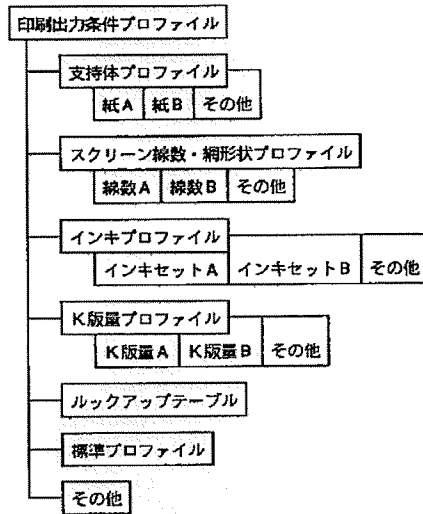 印刷出力条件プロファイル
支持体プロファイル
紙A 紙B その他
スクリーン線数・網形状プロファイル
線数A 線数B その他
インキプロファイル
インキセットA インキセットB その他
K版量プロファイル
K版量A K版量B その他
ルックアップテーブル
標準プロファイル
その他